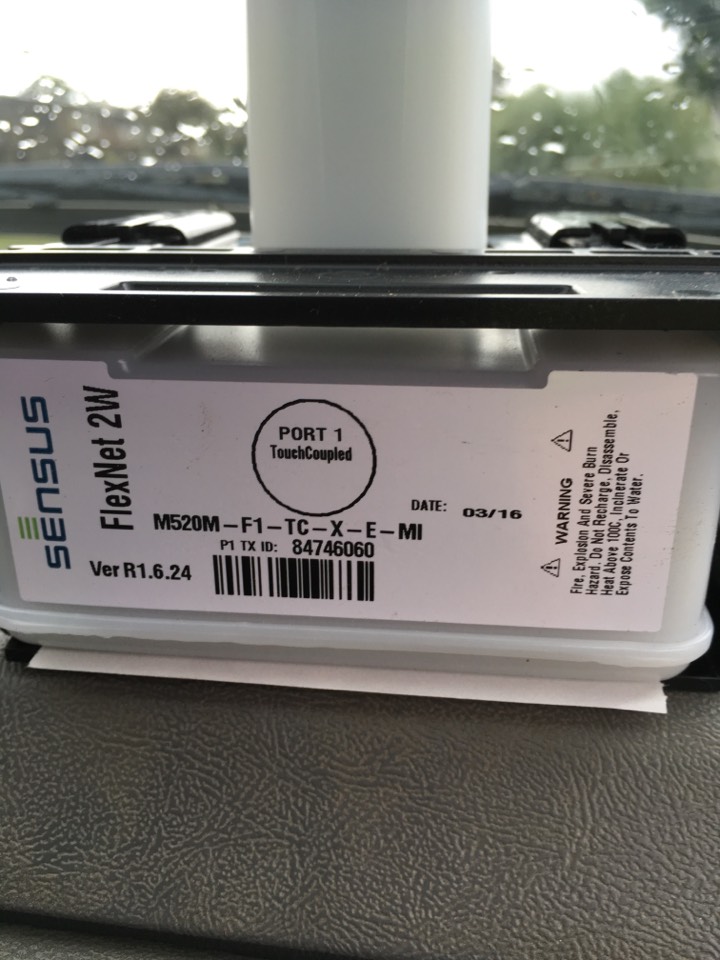 SENSUS
FlexNet 2W
PORT 1
TouchCoupled
DATE: 03/16
M520M-F1-TC-X-E-MI
P1 TX ID: 84746060
Ver R1.6.24
WARNING
Fire, Explosion And Severe Burn
Hazard. Do Not Recharge, Disassemble,
Heat Above 100C, Incinerate Or
Expose Contents To Water.